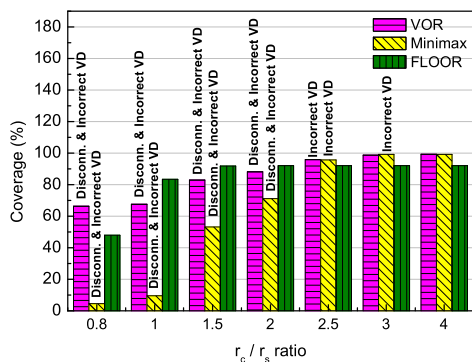 Coverage (%)
180
160
140
120
100
80
60
40
20
0
VOR
Minimax
FLOOR
Disconn. & Incorrect VD
Disconn. & Incorrect VD
Disconn. & Incorrect VD
Disconn. & Incorrect VD
Disconn. & Incorrect VD
Disconn. & Incorrect VD
Disconn. & Incorrect VD
Disconn. & Incorrect VD
Incorrect VD
Incorrect VD
Incorrect VD
0.8 1 1.5 2 2.5 3 4
r_c / r_s ratio